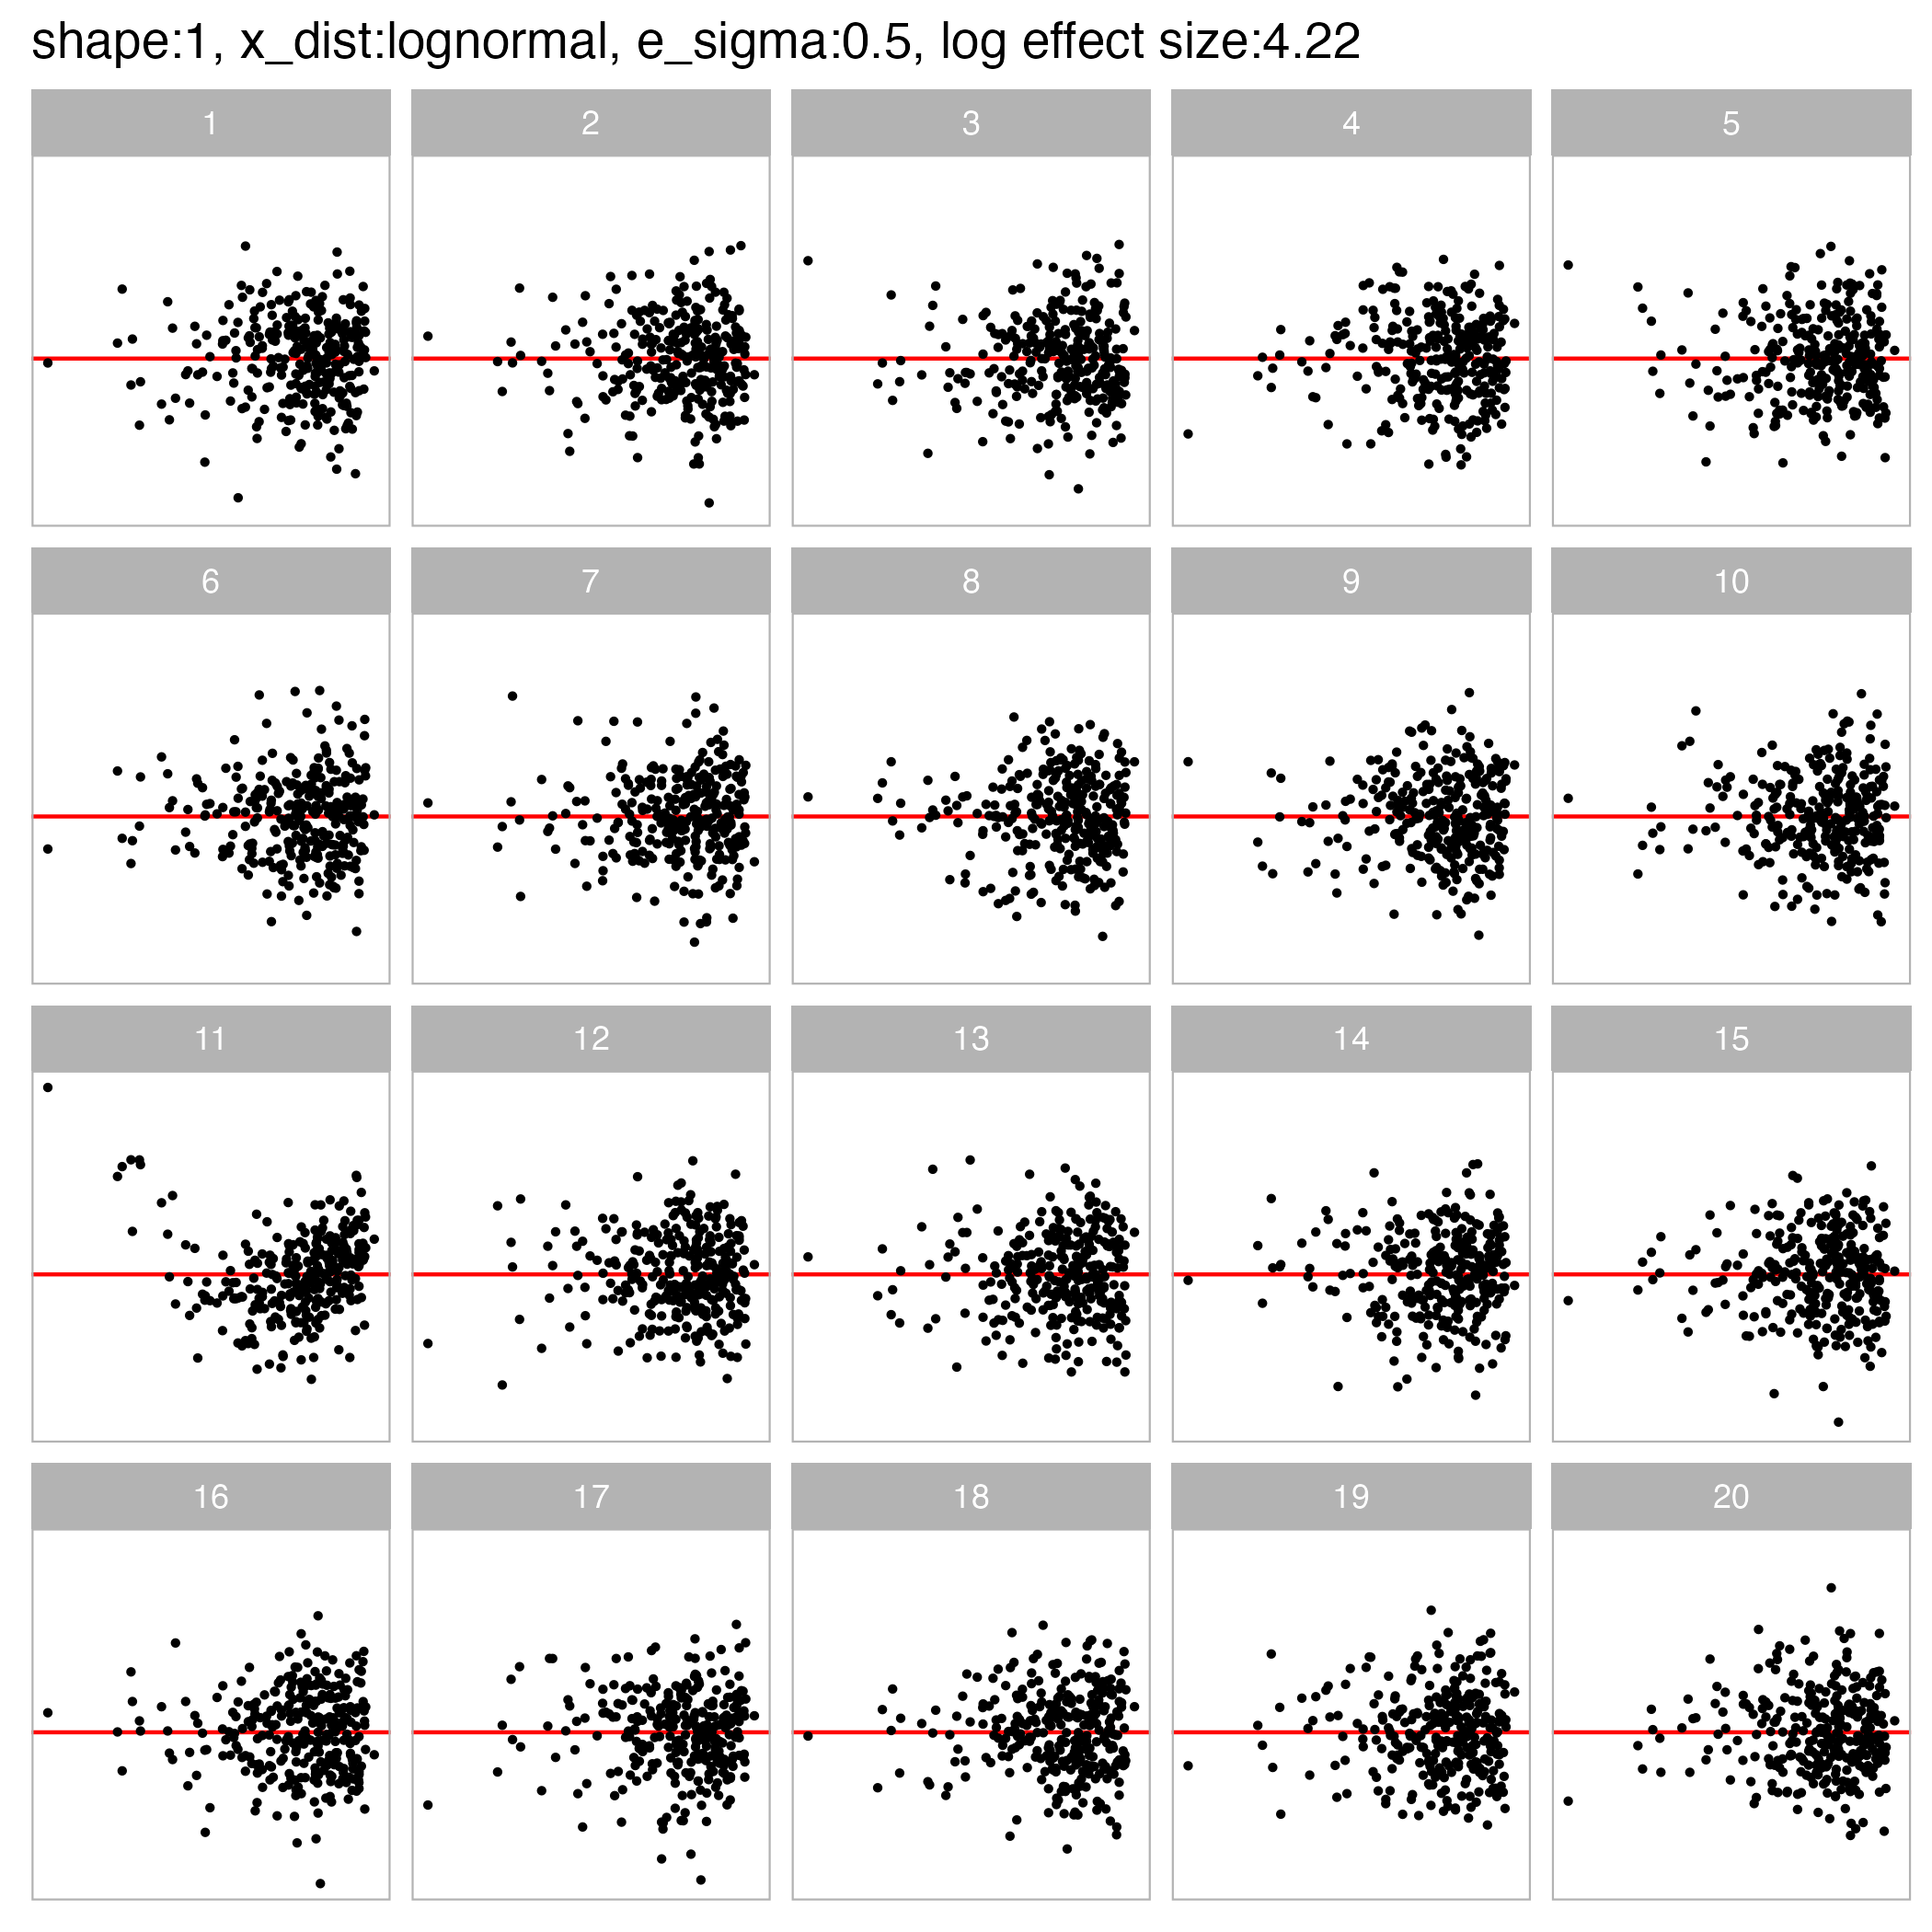 shape:1, x_dist:lognormal, e_sigma:0.5, log effect size:4.22
1 2 3 4 5
6 7 8 9 10
11 12 13 14 15
16 17 18 19 20